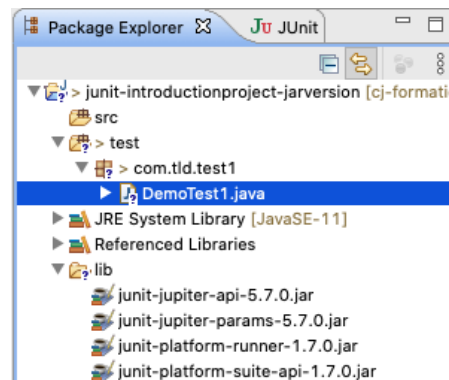 Package Explorer JUnit
> junit-introductionproject-jarversion [cj-formati
src
> test
> com.tld.test1
DemoTest1.java
JRE System Library [JavaSE-11]
Referenced Libraries
lib
junit-jupiter-api-5.7.0.jar
junit-jupiter-params-5.7.0.jar
junit-platform-runner-1.7.0.jar
junit-platform-suite-api-1.7.0.jar